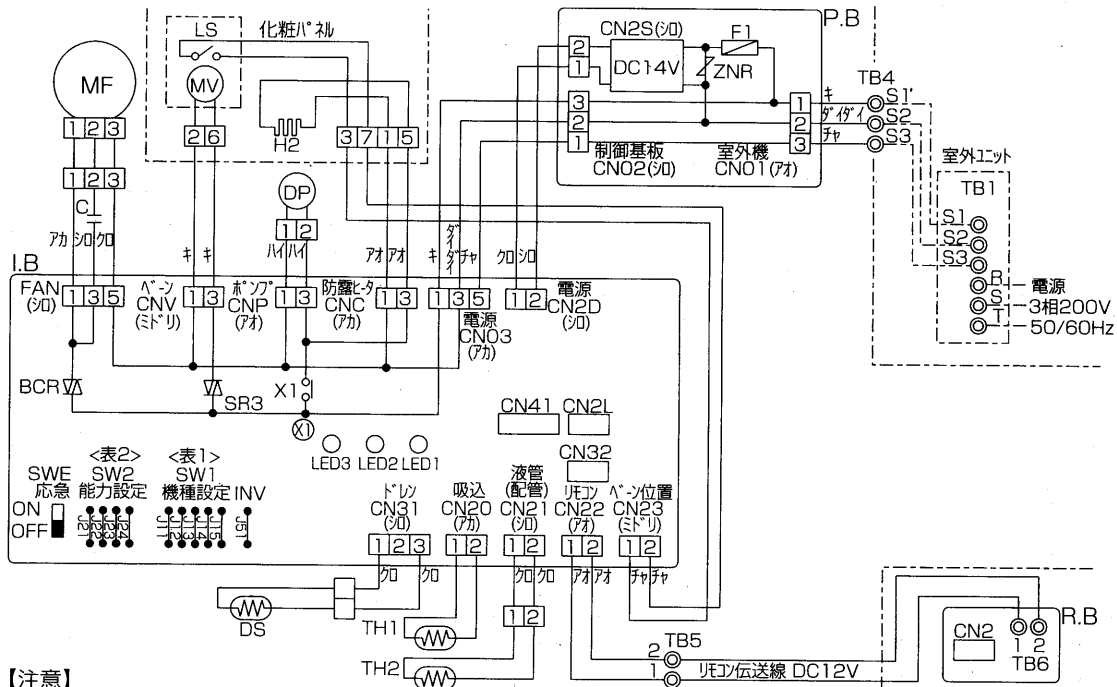 LS
化粧パネル
MF
MV
1 2 3
1 2 3
C
アカ シロ クロ
2 6
H2
3 7 1 5
DP
1 2
キ キ
ハイ ハイ
アオ アオ
キ ダイダイ チャ
クロ シロ
P.B
CN2S(シロ)
F1
2
1
DC14V
ZNR
3
2
1
1
2
3
制御基板
CN02(シロ)
室外機
CN01(アオ)
キ
ダイダイ
チャ
TB4
S1
S2
S3
室外ユニット
TB1
S1
S2
S3
R 電源
S 3相200V
T 50/60Hz
I.B
FAN
(シロ)
1 3 5
ベーン
CNV
(ミドリ)
1 3
ポンプ
CNP
(アオ)
1 3
防露ヒータ
CNC
(アカ)
1 3
1 3 5
電源
CN03
(アカ)
1 2
電源
CN2D
(シロ)
BCR
SR3
X1
X1
CN41
CN2L
CN32
LED3 LED2 LED1
SWE
応急
ON
OFF
<表2>
SW2
能力設定
J21
J22
J23
J24
<表1>
SW1
機種設定
J11
J12
J13
J14
J15
INV
J51
ドレン
CN31
(シロ)
1 2 3
吸込
CN20
(アカ)
1 2
液管
(配管)
CN21
(シロ)
1 2
リモコン
CN22
(アオ)
1 2
ベーン位置
CN23
(ミドリ)
1 2
クロ クロ
クロ クロ
アオ アオ
チャ チャ
DS
TH1
1 2
TH2
2
1
TB5
リモコン伝送線 DC12V
R.B
CN2
1 2
TB6
【注意】